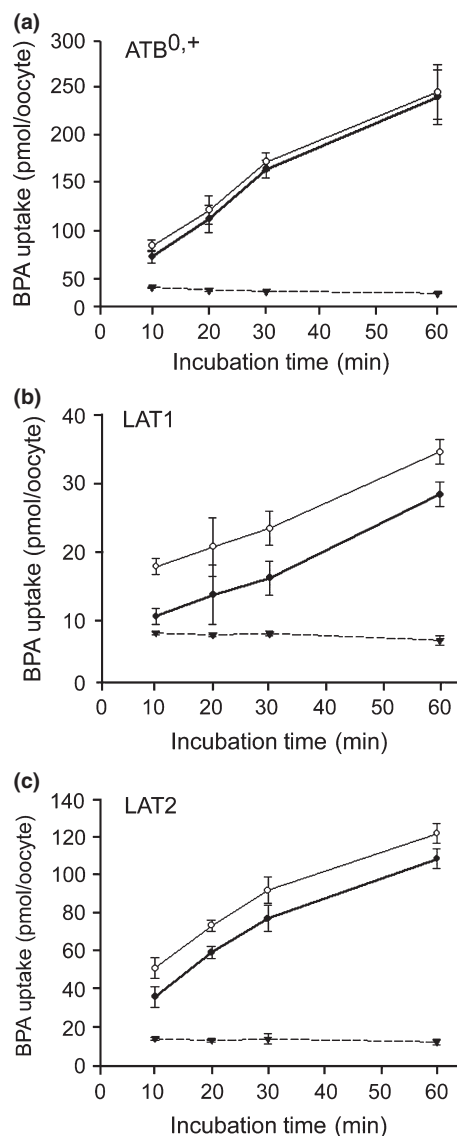 (a)
ATB0,+
BPA uptake (pmol/oocyte)
300
250
200
150
100
50
0
0 10 20 30 40 50 60
Incubation time (min)
(b)
LAT1
BPA uptake (pmol/oocyte)
40
30
20
10
0
0 10 20 30 40 50 60
Incubation time (min)
(c)
LAT2
BPA uptake (pmol/oocyte)
140
120
100
80
60
40
20
0
0 10 20 30 40 50 60
Incubation time (min)